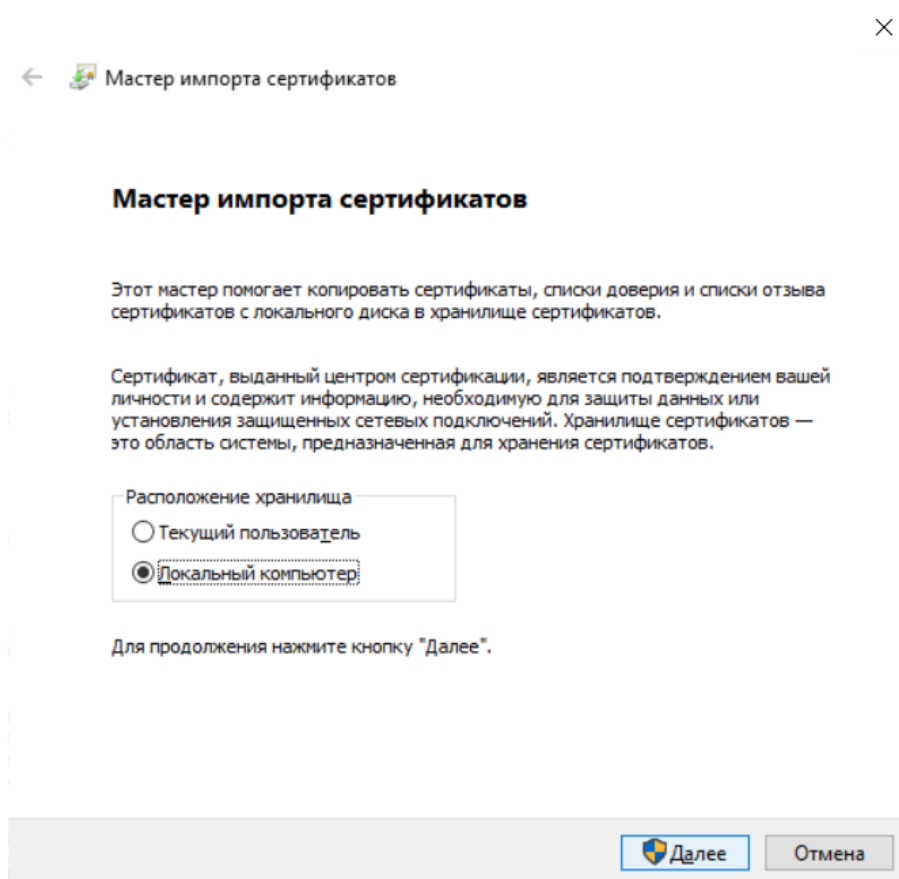 Мастер импорта сертификатов
Мастер импорта сертификатов
Этот мастер помогает копировать сертификаты, списки доверия и списки отзыва
сертификатов с локального диска в хранилище сертификатов.
Сертификат, выданный центром сертификации, является подтверждением вашей
личности и содержит информацию, необходимую для защиты данных или
установления защищенных сетевых подключений. Хранилище сертификатов —
это область системы, предназначенная для хранения сертификатов.
Расположение хранилища
Текущий пользователь
Локальный компьютер
Для продолжения нажмите кнопку "Далее".
Далее
Отмена